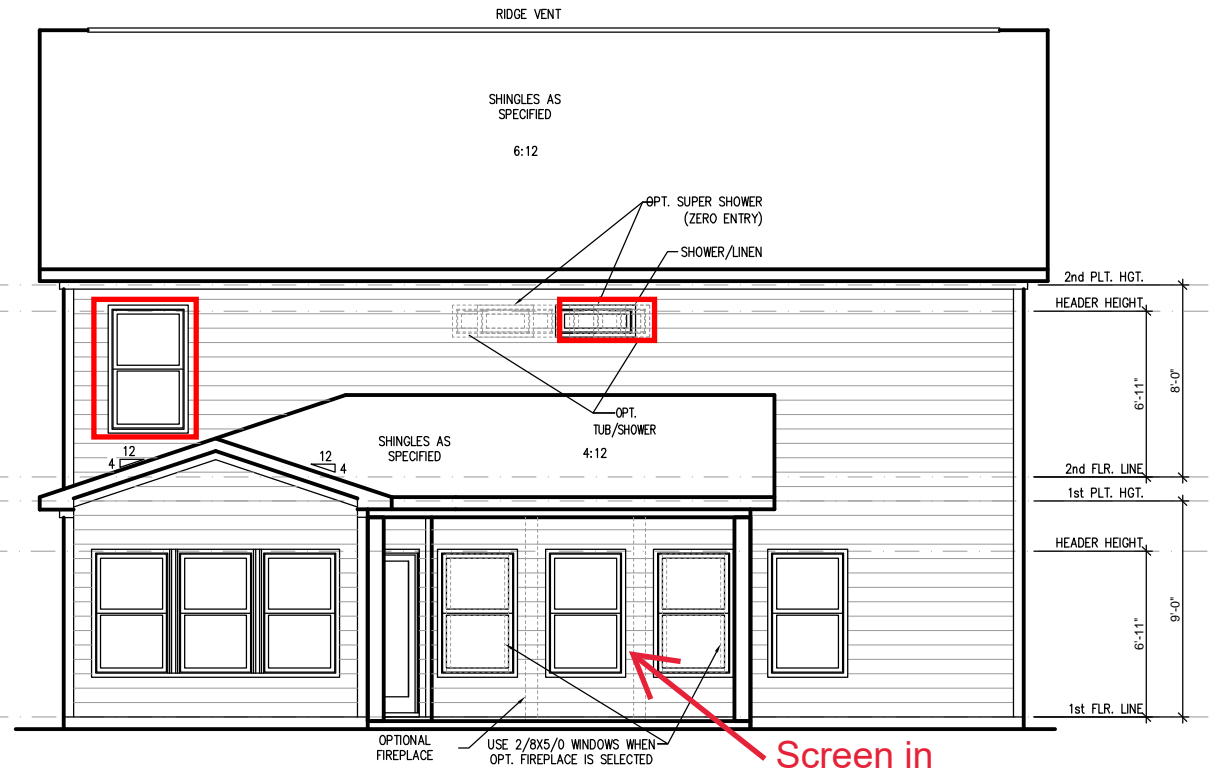 RIDGE VENT
SHINGLES AS
SPECIFIED
6:12
OPT. SUPER SHOWER
(ZERO ENTRY)
SHOWER/LINEN
2nd PLT. HGT.
HEADER HEIGHT
6'-11"
8'-0"
OPT.
TUB/SHOWER
SHINGLES AS
SPECIFIED
4:12
12
4
12
4
2nd FLR. LINE
1st PLT. HGT.
HEADER HEIGHT
6'-11"
9'-0"
1st FLR. LINE
OPTIONAL
FIREPLACE
USE 2/8X5/0 WINDOWS WHEN
OPT. FIREPLACE IS SELECTED
Screen in